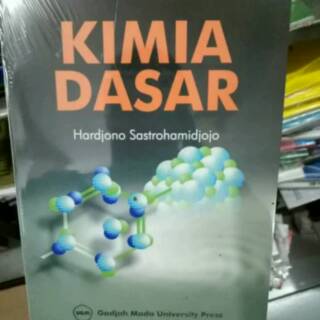 KIMIA
DASAR
Hardjono Sastrohamidjojo
Gadjah Mada University Press